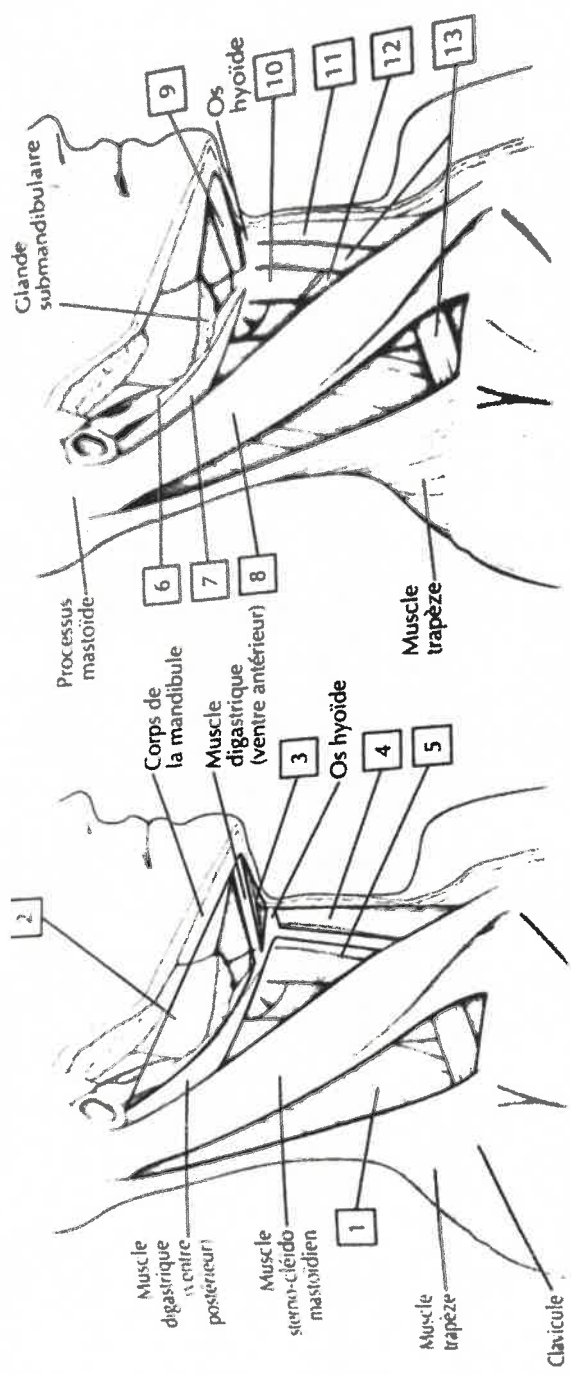 Muscle
digastrique
(ventre
postérieur)
Muscle
sterno-cléido
mastoïdien
1
Muscle
trapèze
Clavicule
2
Corps de
la mandibule
Muscle
digastrique
(ventre antérieur)
3
Os hyoïde
4
5
Processus
mastoïde
6
7
8
Muscle
trapèze
Glande
submandibulaire
9
Os
hyoïde
10
11
12
13